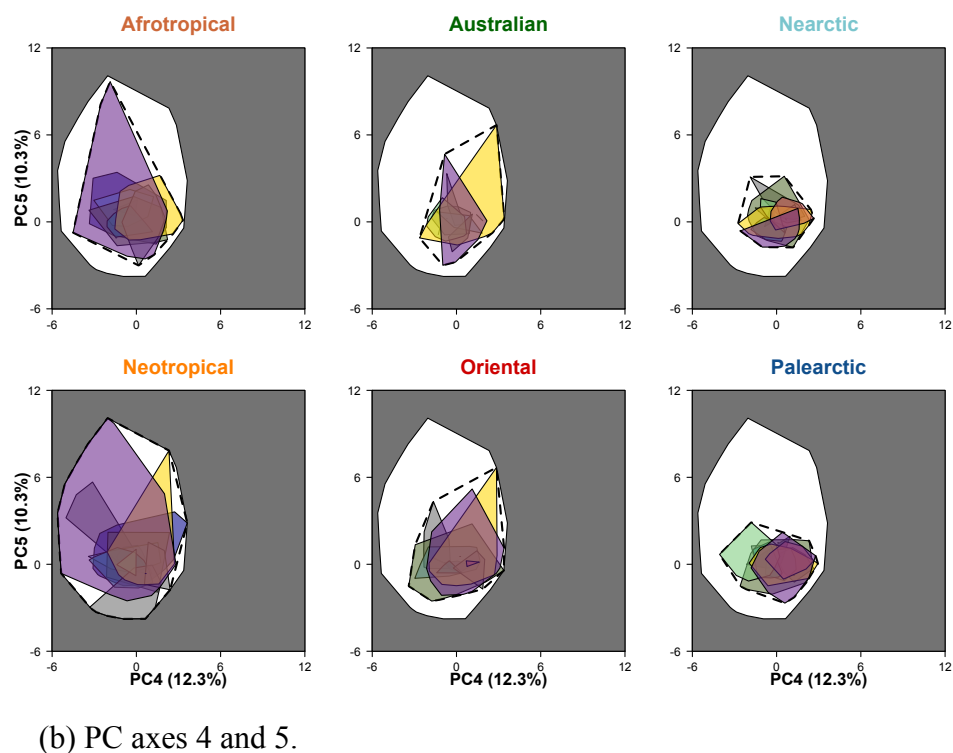 Afrotropical Australian Nearctic
12 12 12
6 6 6
PC5 (10.3%)
0 0 0
-6 -6 -6
-6 0 6 12 -6 0 6 12 -6 0 6 12
Neotropical Oriental Palearctic
12 12 12
6 6 6
PC5 (10.3%)
0 0 0
-6 -6 -6
-6 0 6 12 -6 0 6 12 -6 0 6 12
PC4 (12.3%) PC4 (12.3%) PC4 (12.3%)
(b) PC axes 4 and 5.